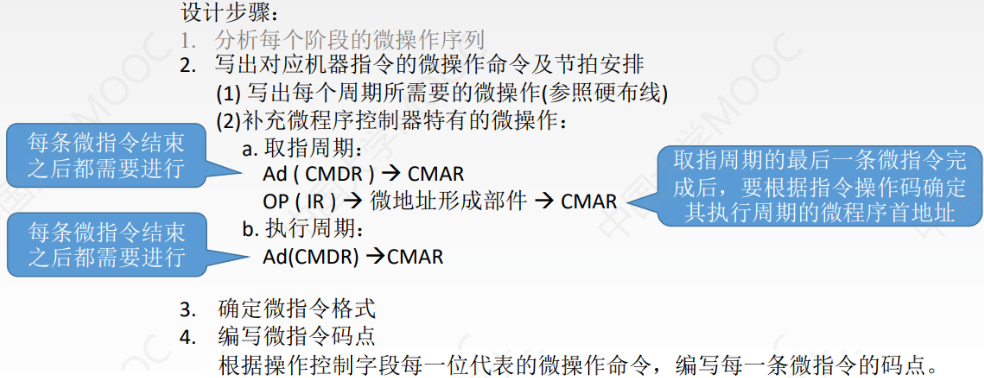 设计步骤：
1. 分析每个阶段的微操作序列
2. 写出对应机器指令的微操作命令及节拍安排
(1) 写出每个周期所需要的微操作(参照硬布线)
(2)补充微程序控制器特有的微操作：
每条微指令结束
之后都需要进行
a. 取指周期：
Ad ( CMDR ) → CMAR
OP ( IR ) → 微地址形成部件 → CMAR
取指周期的最后一条微指令完
成后，要根据指令操作码确定
其执行周期的微程序首地址
每条微指令结束
之后都需要进行
b. 执行周期：
Ad(CMDR) →CMAR
3. 确定微指令格式
4. 编写微指令码点
根据操作控制字段每一位代表的微操作命令，编写每一条微指令的码点。